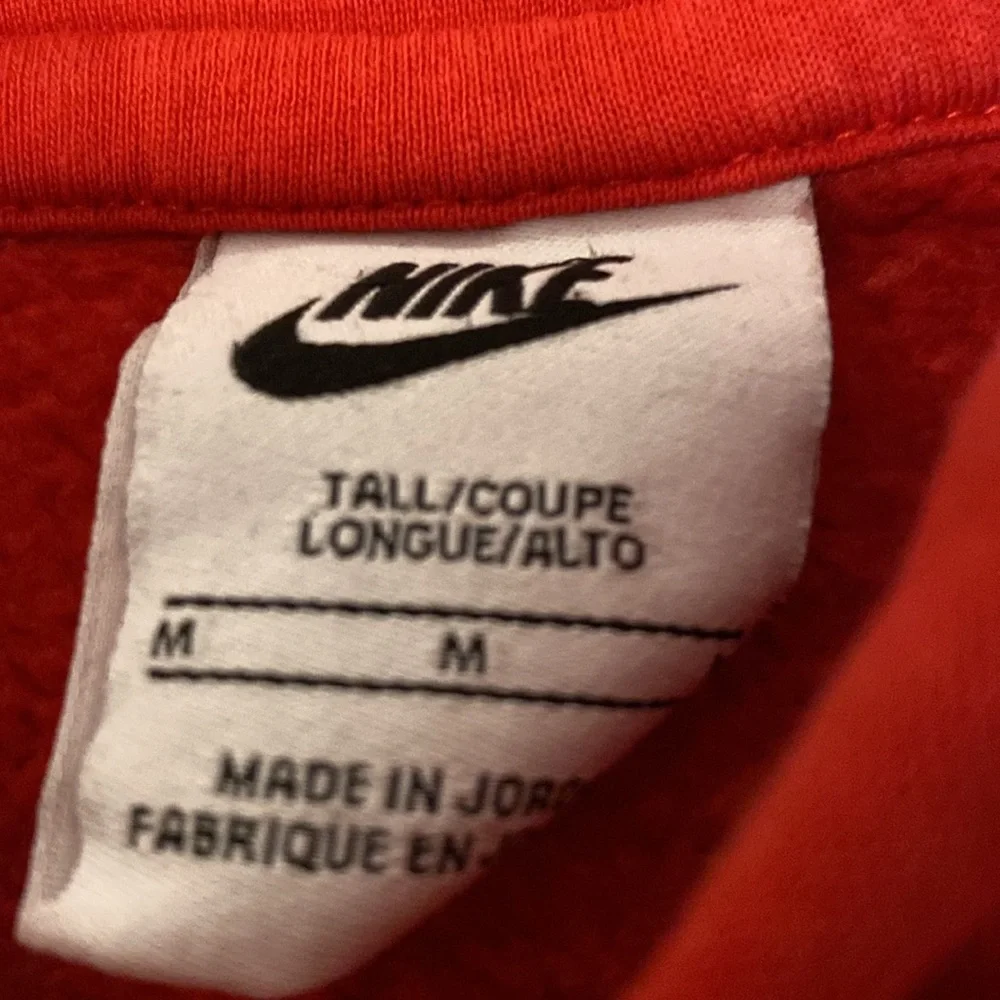 NIKE
TALL/COUPE
LONGUE/ALTO
M M
MADE IN
FABRIQUE EN